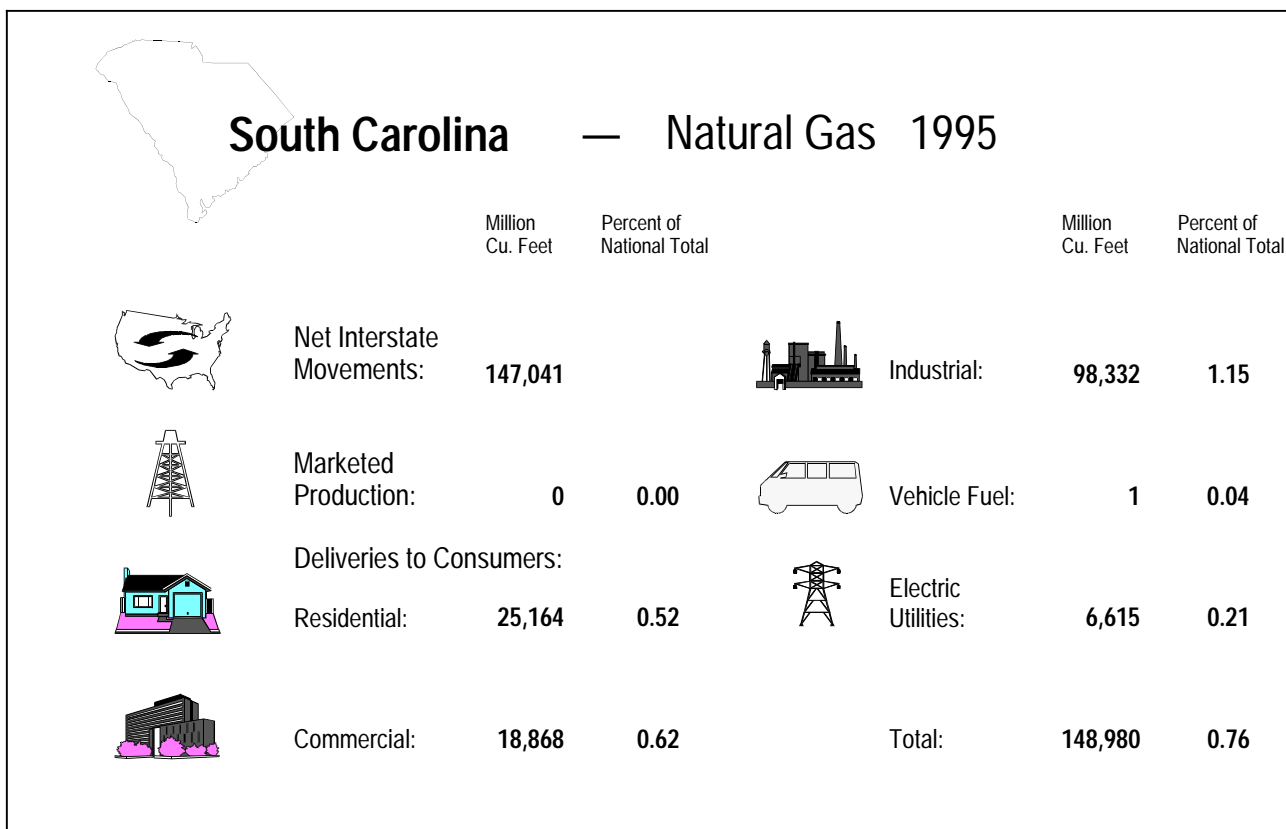 South Carolina — Natural Gas 1995
Million Cu. Feet
Percent of National Total
Million Cu. Feet
Percent of National Total
Net Interstate
Movements: 147,041
Marketed
Production: 0 0.00
Deliveries to Consumers:
Residential: 25,164 0.52
Commercial: 18,868 0.62
Industrial: 98,332 1.15
Vehicle Fuel: 1 0.04
Electric
Utilities: 6,615 0.21
Total: 148,980 0.76